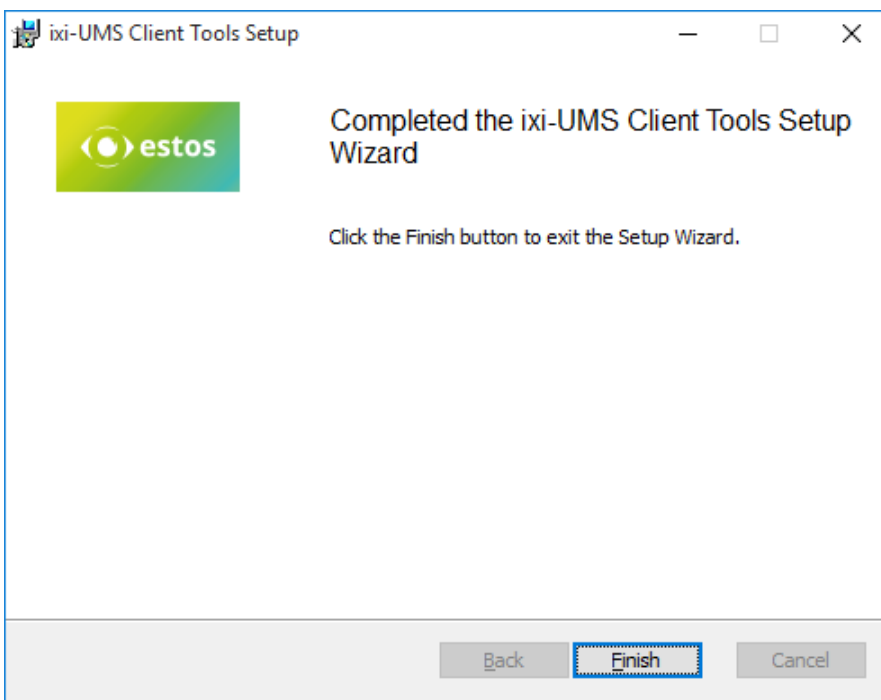 ixi-UMS Client Tools Setup
estos
Completed the ixi-UMS Client Tools Setup
Wizard
Click the Finish button to exit the Setup Wizard.
Back
Finish
Cancel